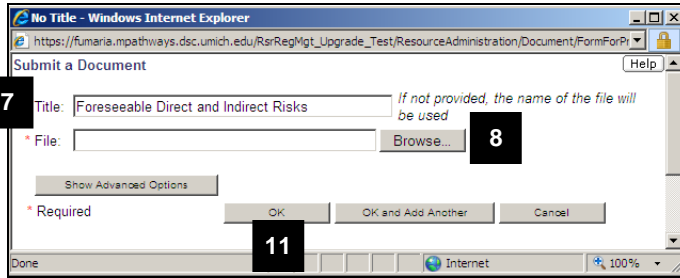 No Title - Windows Internet Explorer
https://fumaria.mpathways.dsc.umich.edu/RsrRegMgt_Upgrade_Test/ResourceAdministration/Document/FormForPr
Submit a Document
Help
7
Title: Foreseeable Direct and Indirect Risks
If not provided, the name of the file will
be used
* File:
Browse...
8
Show Advanced Options
* Required
OK
OK and Add Another
Cancel
11
Done
Internet
100%